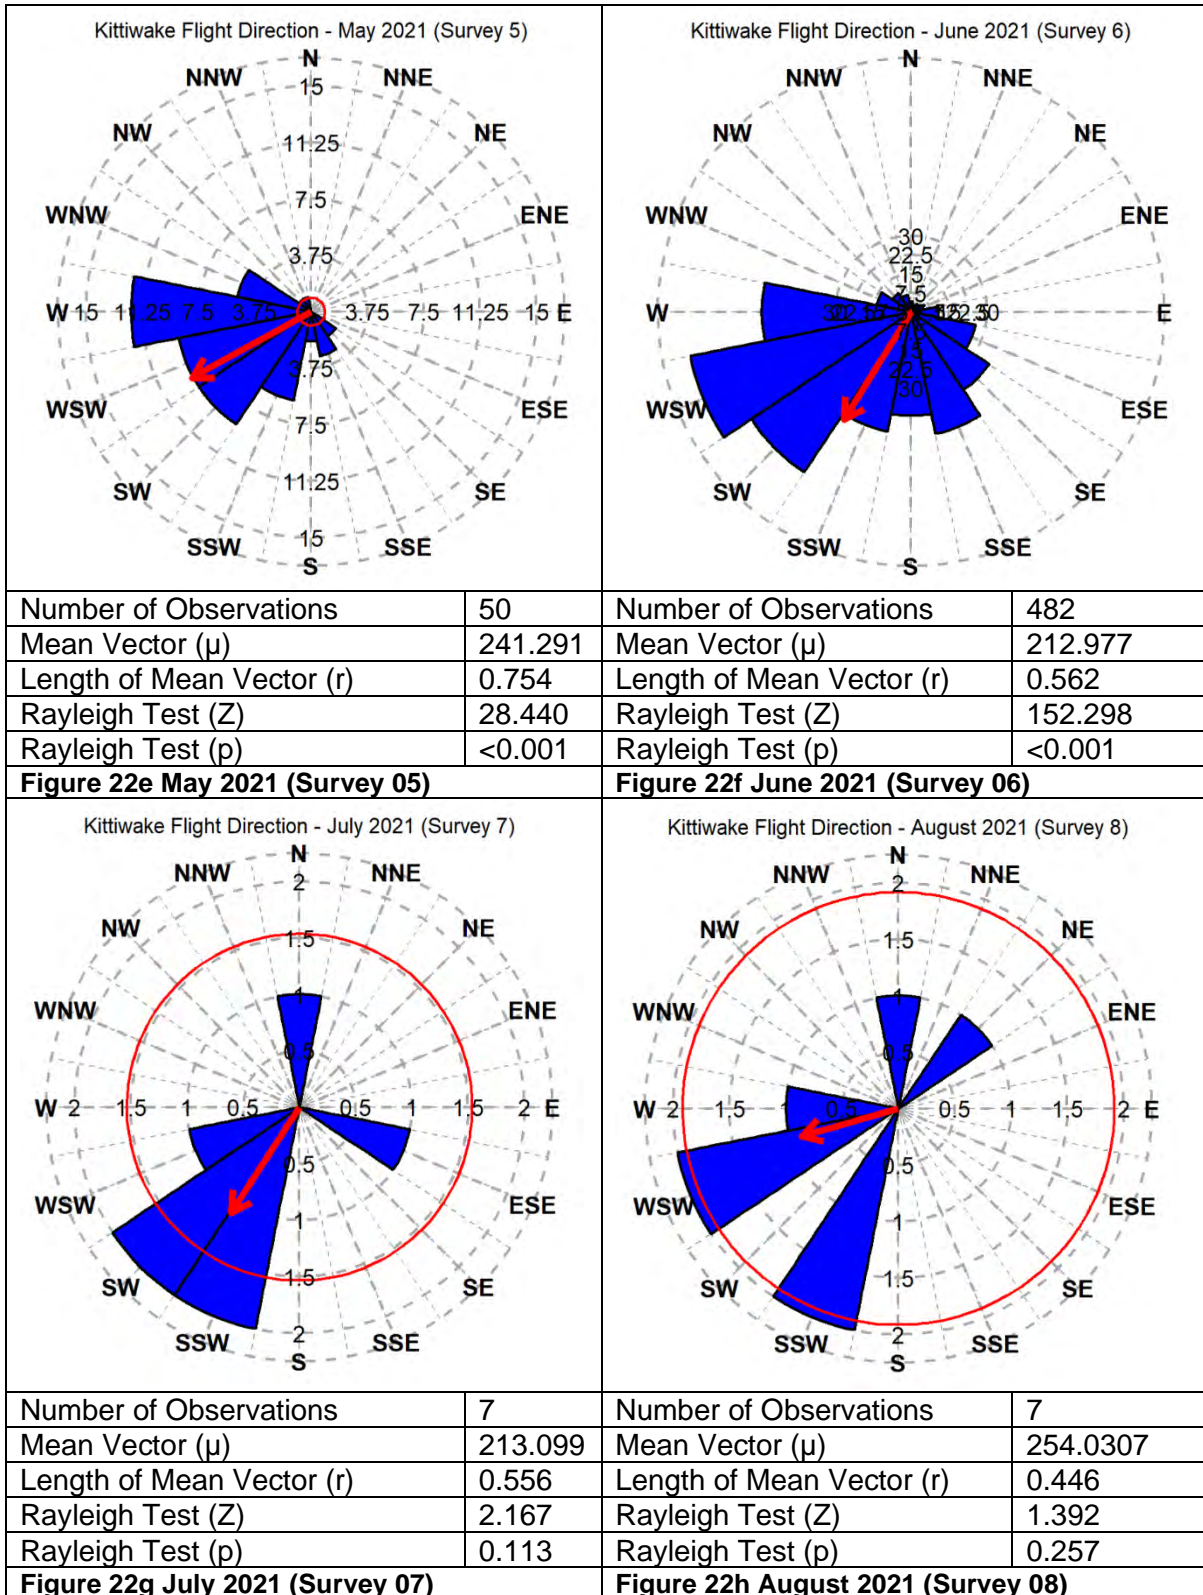 Kittiwake Flight Direction - May 2021 (Survey 5)
N
NNW NNE
15
NW NE
11.25
7.5
WNW ENE
3.75
W 15 11.25 7.5 3.75 3.75 7.5 11.25 15 E
3.75
WSW ESE
7.5
11.25
SW SE
15
SSW SSE
S
Number of Observations 50
Mean Vector (µ) 241.291
Length of Mean Vector (r) 0.754
Rayleigh Test (Z) 28.440
Rayleigh Test (p) <0.001
Figure 22e May 2021 (Survey 05)
Kittiwake Flight Direction - June 2021 (Survey 6)
N
NNW NNE
NW NE
WNW ENE
30
22.5
15
7.5
W 30 E
15
22.5
30
WSW ESE
SW SE
SSW SSE
S
Number of Observations 482
Mean Vector (µ) 212.977
Length of Mean Vector (r) 0.562
Rayleigh Test (Z) 152.298
Rayleigh Test (p) <0.001
Figure 22f June 2021 (Survey 06)
Kittiwake Flight Direction - July 2021 (Survey 7)
N
NNW NNE
2
NW NE
1.5
WNW ENE
1
0.5
W 2 1.5 1 0.5 0.5 1 1.5 2 E
0.5
WSW ESE
1
SW SE
1.5
SSW SSE
2
S
Number of Observations 7
Mean Vector (µ) 213.099
Length of Mean Vector (r) 0.556
Rayleigh Test (Z) 2.167
Rayleigh Test (p) 0.113
Figure 22g July 2021 (Survey 07)
Kittiwake Flight Direction - August 2021 (Survey 8)
N
NNW NNE
2
NW NE
1.5
WNW ENE
1
0.5
W 2 1.5 1 0.5 0.5 1 1.5 2 E
0.5
WSW ESE
1
SW SE
1.5
SSW SSE
2
S
Number of Observations 7
Mean Vector (µ) 254.0307
Length of Mean Vector (r) 0.446
Rayleigh Test (Z) 1.392
Rayleigh Test (p) 0.257
Figure 22h August 2021 (Survey 08)